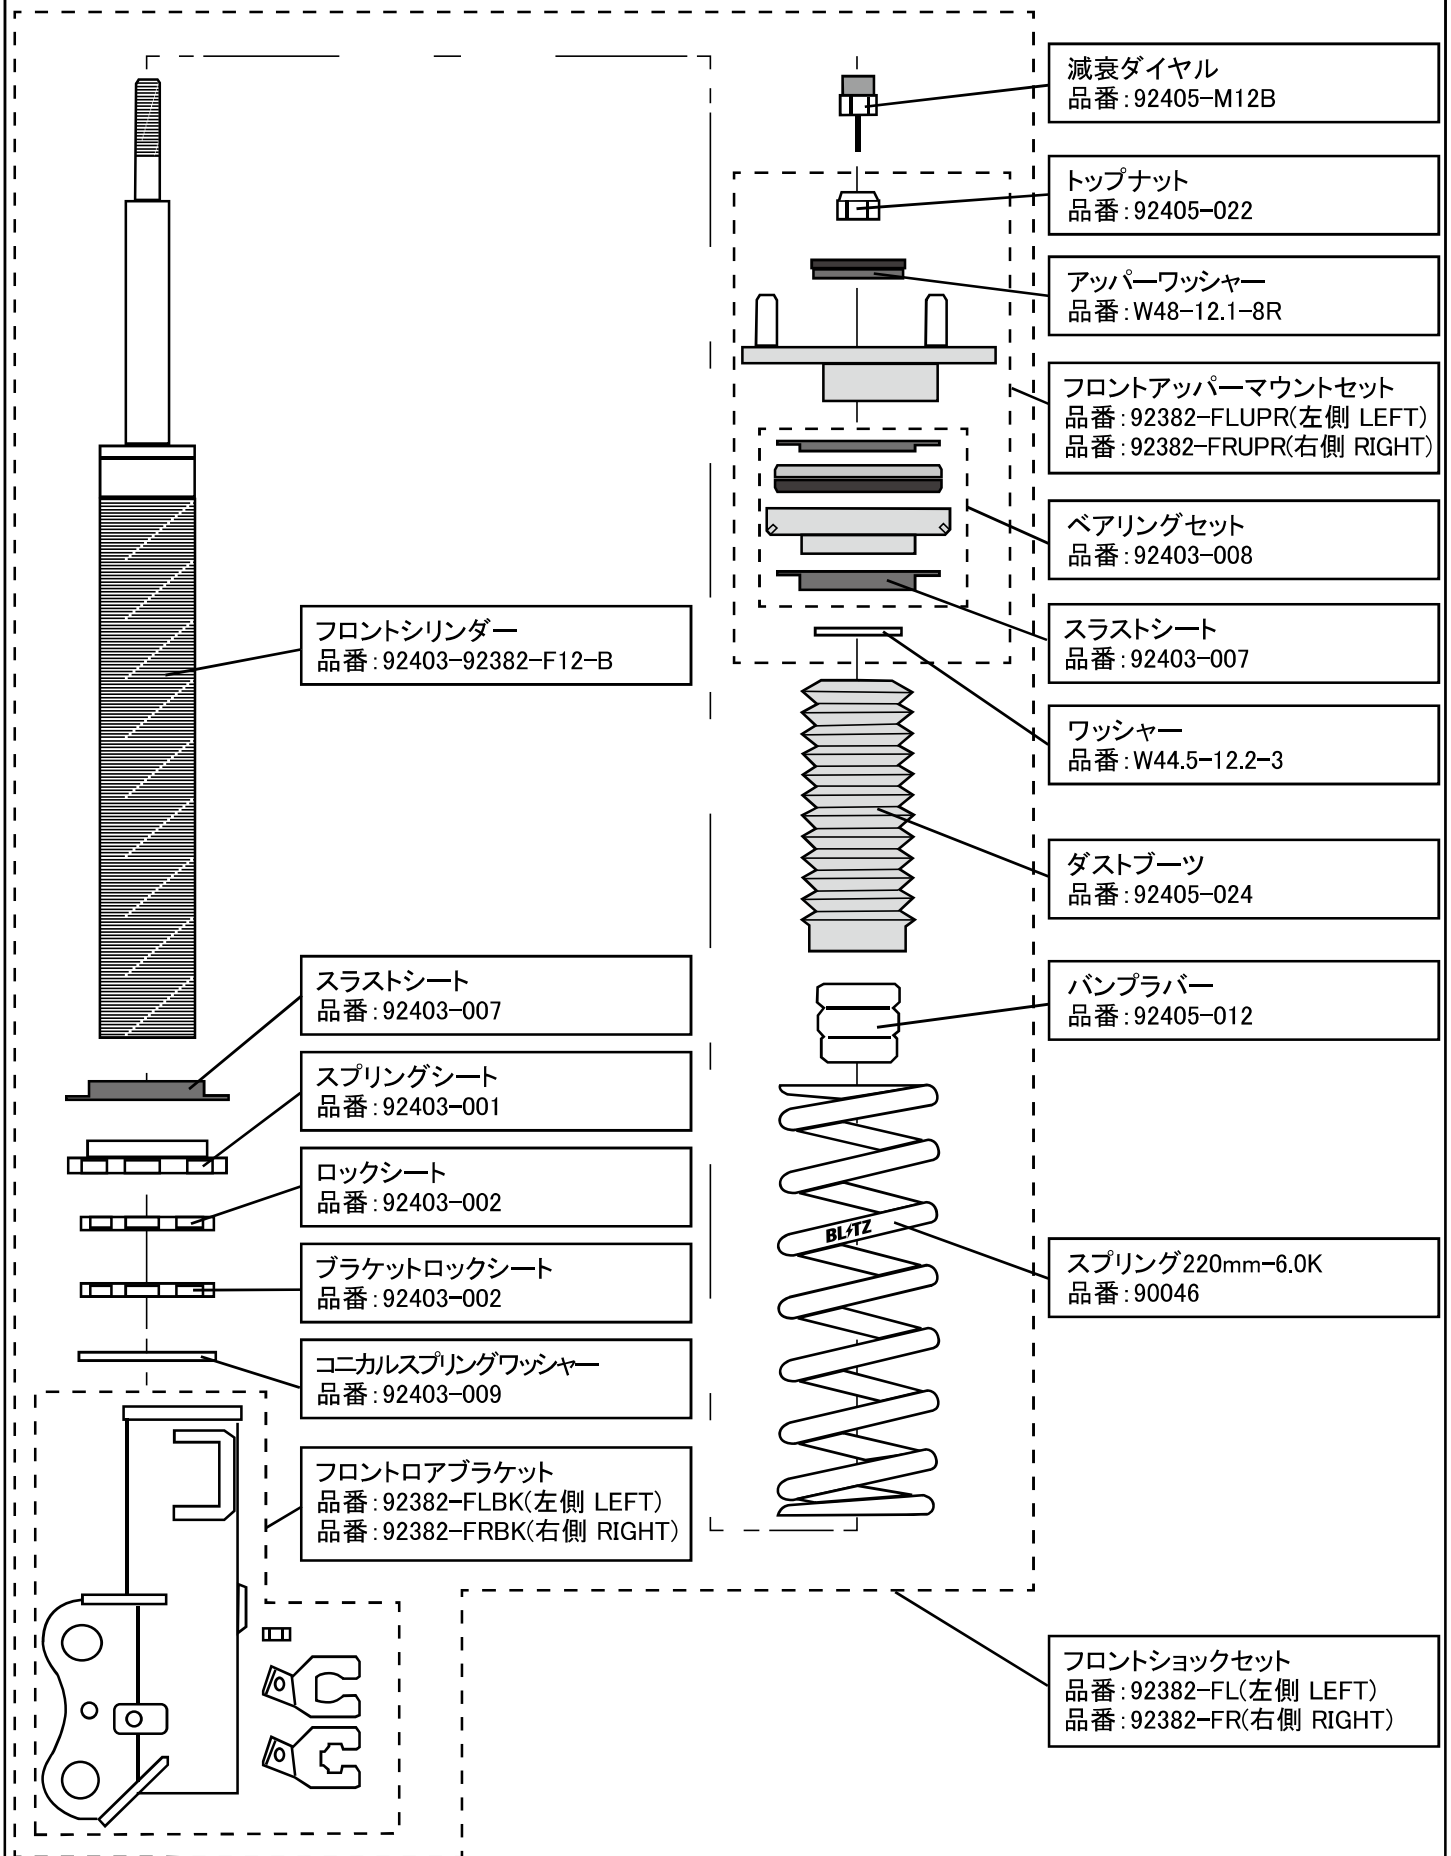 減衰ダイヤル
品番:92405-M12B
トップナット
品番:92405-022
アッパーワッシャー
品番:W48-12.1-8R
フロントアッパーマウントセット
品番:92382-FLUPR(左側 LEFT)
品番:92382-FRUPR(右側 RIGHT)
ベアリングセット
品番:92403-008
スラストシート
品番:92403-007
ワッシャー
品番:W44.5-12.2-3
ダストブーツ
品番:92405-024
バンプラバー
品番:92405-012
BLITZ
スプリング220mm-6.0K
品番:90046
フロントショックセット
品番:92382-FL(左側 LEFT)
品番:92382-FR(右側 RIGHT)
フロントシリンダー
品番:92403-92382-F12-B
スラストシート
品番:92403-007
スプリングシート
品番:92403-001
ロックシート
品番:92403-002
ブラケットロックシート
品番:92403-002
コニカルスプリングワッシャー
品番:92403-009
フロントロアブラケット
品番:92382-FLBK(左側 LEFT)
品番:92382-FRBK(右側 RIGHT)